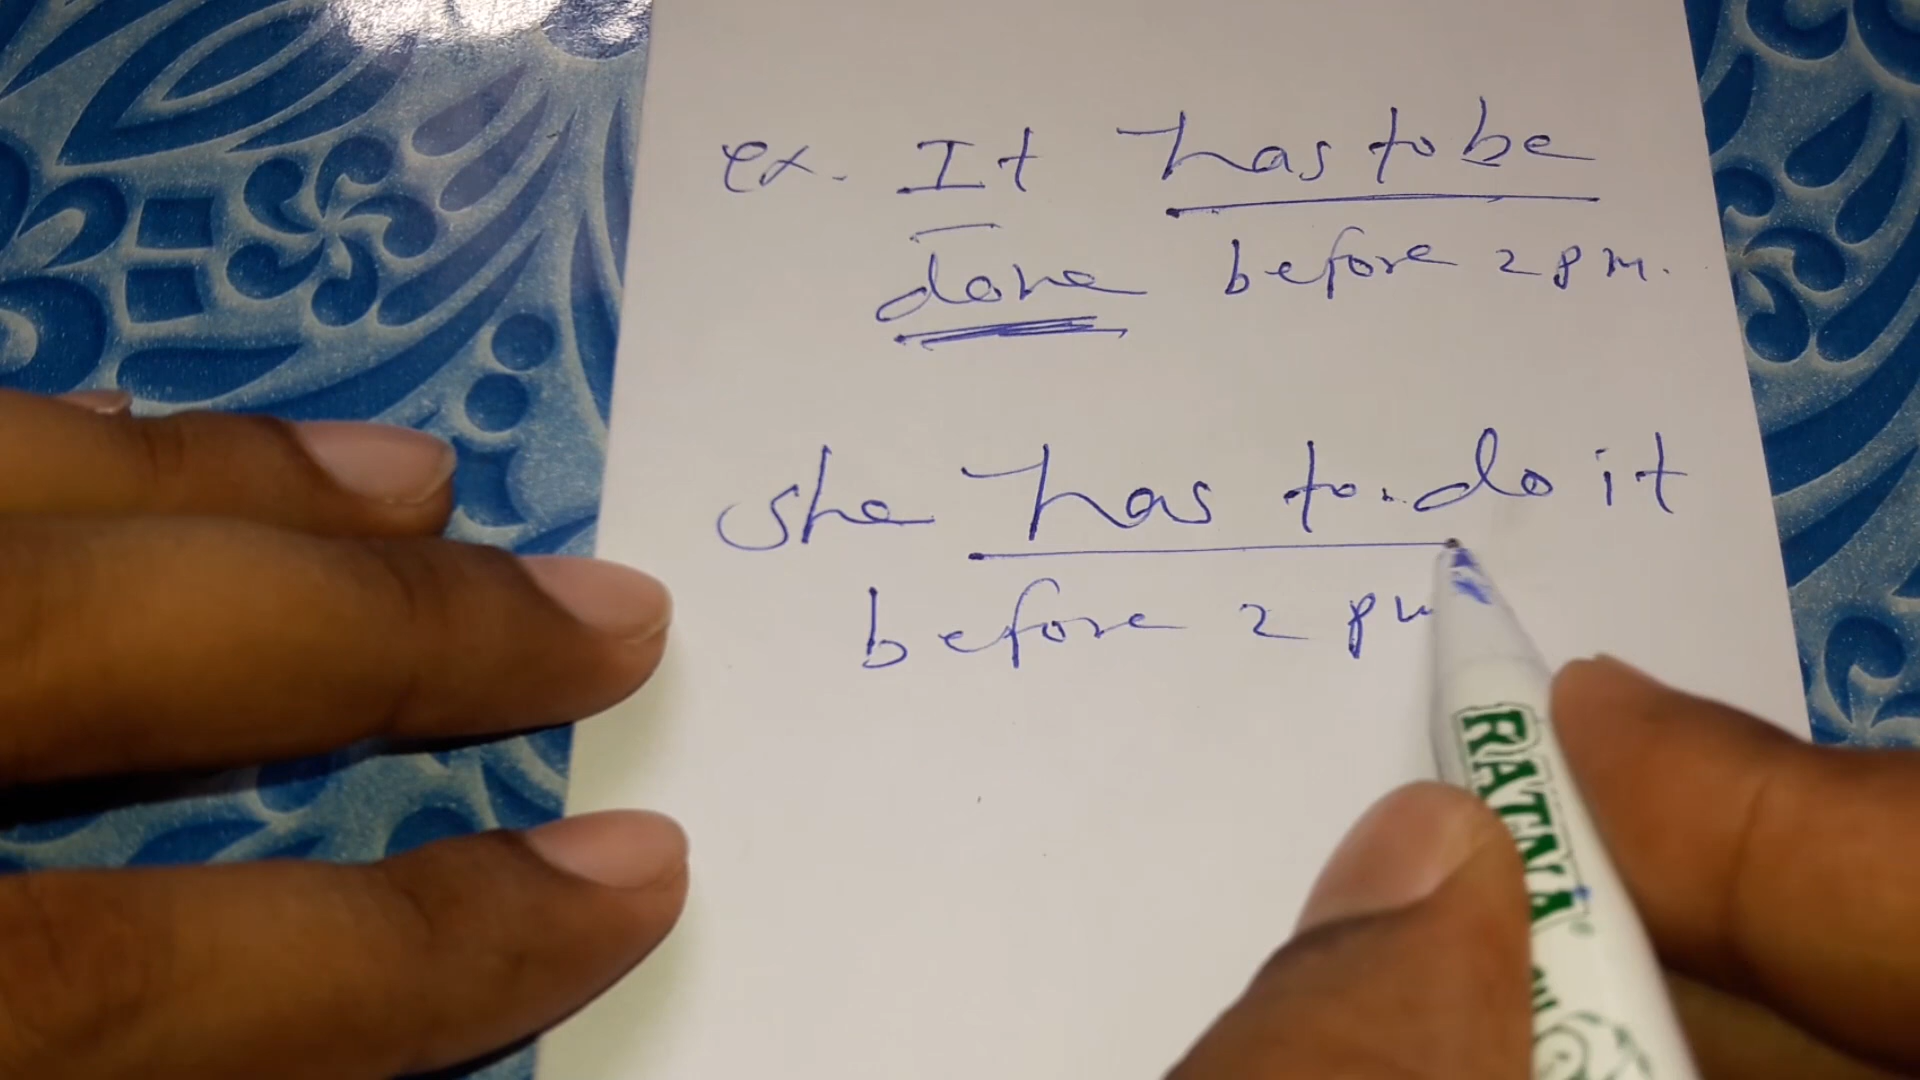 ex. It has to be
done before 2 pm.
She has to do it
before 2 pm
RATNA